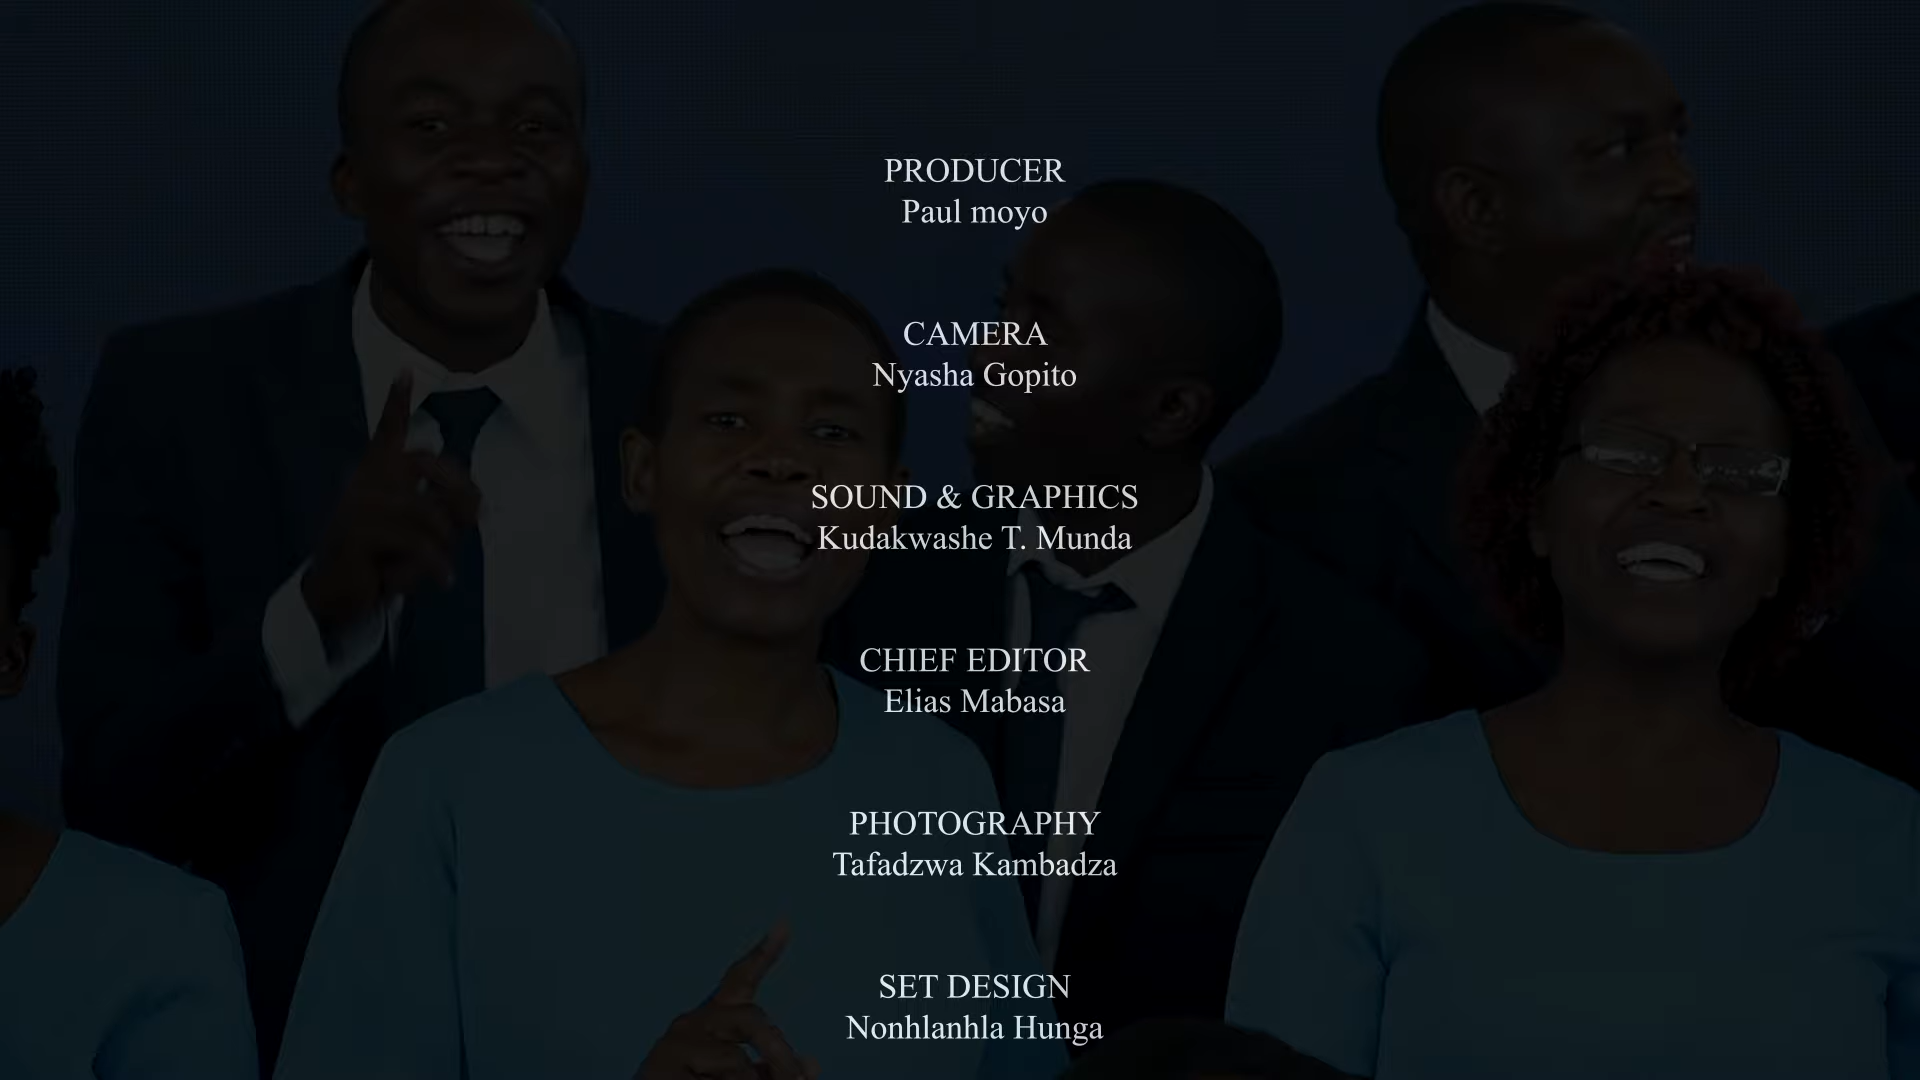 PRODUCER
Paul moyo
CAMERA
Nyasha Gopito
SOUND & GRAPHICS
Kudakwashe T. Munda
CHIEF EDITOR
Elias Mabasa
PHOTOGRAPHY
Tafadzwa Kambadza
SET DESIGN
Nonhlanhla Hunga